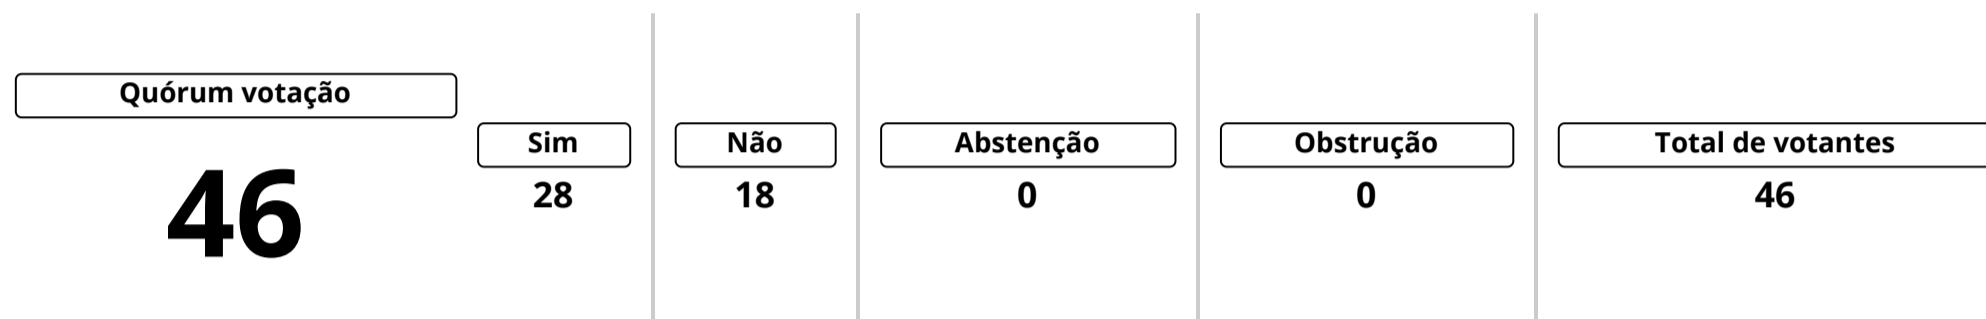 Quórum votação
46
Sim
28
Não
18
Abstenção
0
Obstrução
0
Total de votantes
46